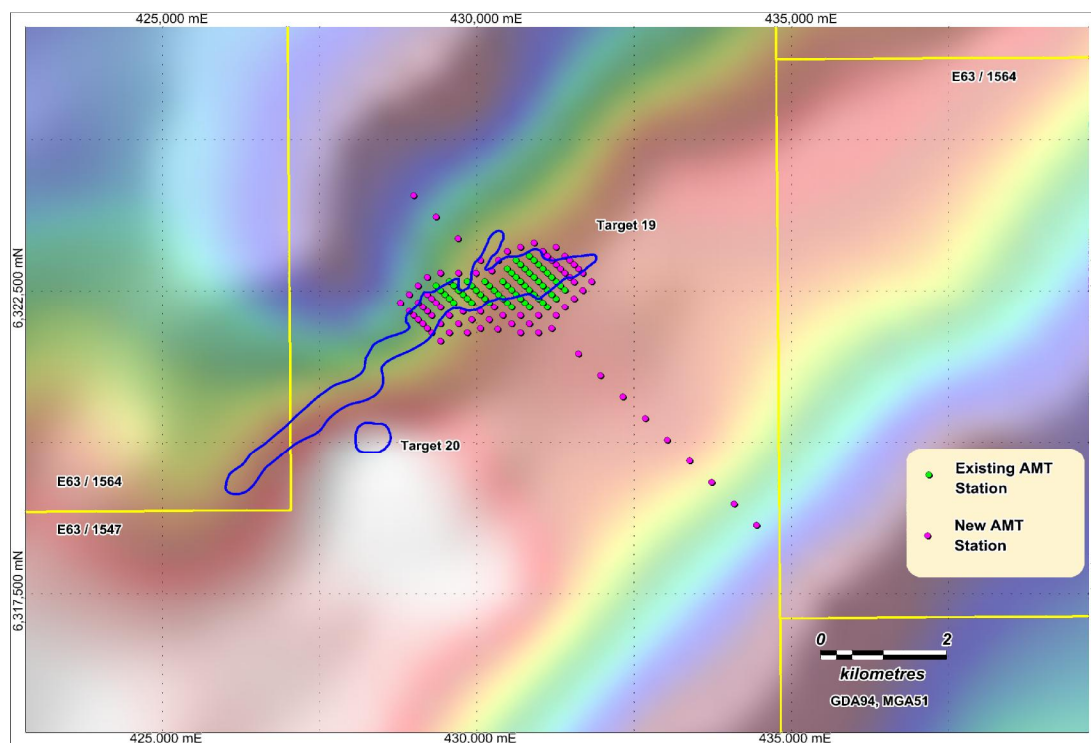 425,000 mE 430,000 mE 435,000 mE
E63 / 1564
Target 19
6,322,500 mN
Target 20
E63 / 1564
E63 / 1547
Existing AMT
Station
New AMT
Station
6,317,500 mN
0 2
kilometres
GDA94, MGA51
425,000 mE 430,000 mE 435,000 mE